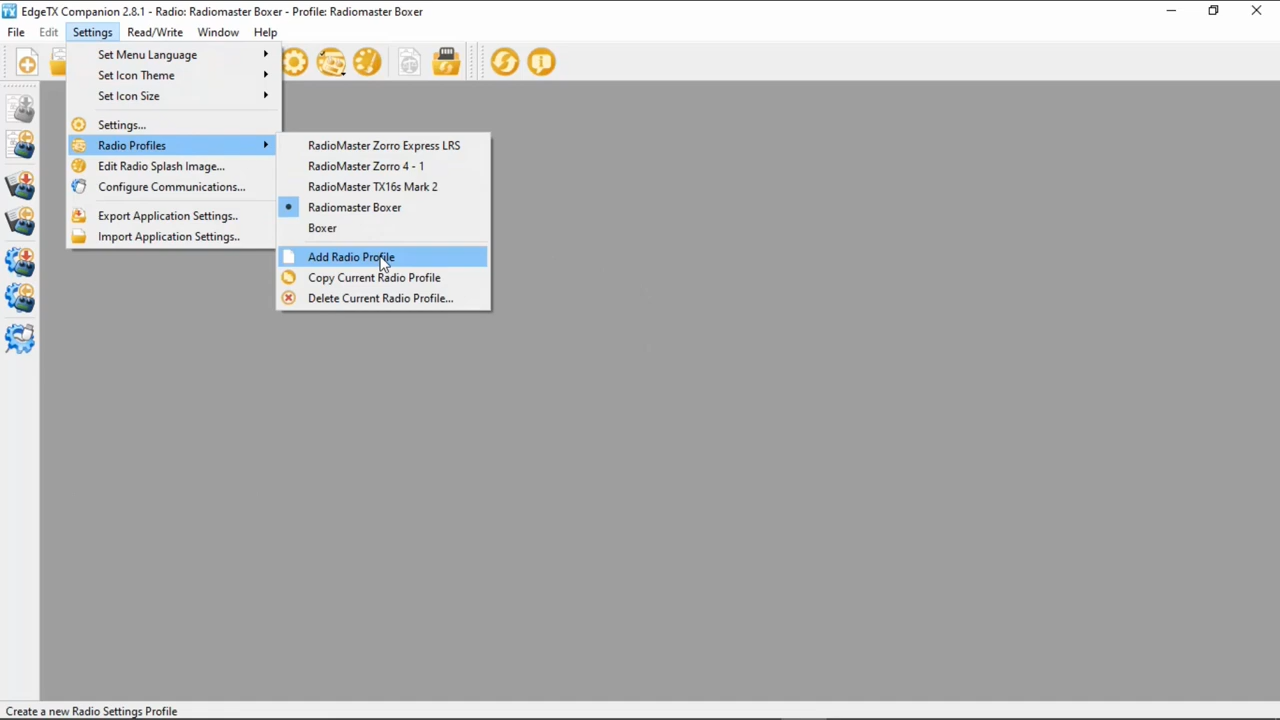 EdgeTX Companion 2.8.1 - Radio: Radiomaster Boxer - Profile: Radiomaster Boxer
File Edit Settings Read/Write Window Help
Set Menu Language
Set Icon Theme
Set Icon Size
Settings...
Radio Profiles
Edit Radio Splash Image...
Configure Communications...
Export Application Settings..
Import Application Settings..
RadioMaster Zorro Express LRS
RadioMaster Zorro 4 - 1
RadioMaster TX16s Mark 2
Radiomaster Boxer
Boxer
Add Radio Profile
Copy Current Radio Profile
Delete Current Radio Profile...
Create a new Radio Settings Profile